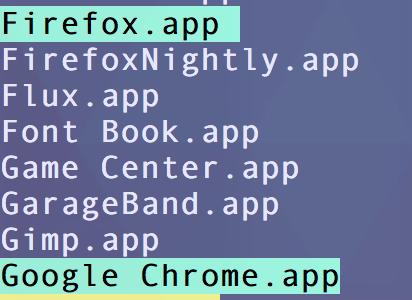 Firefox.app
FirefoxNightly.app
Flux.app
Font Book.app
Game Center.app
GarageBand.app
Gimp.app
Google Chrome.app